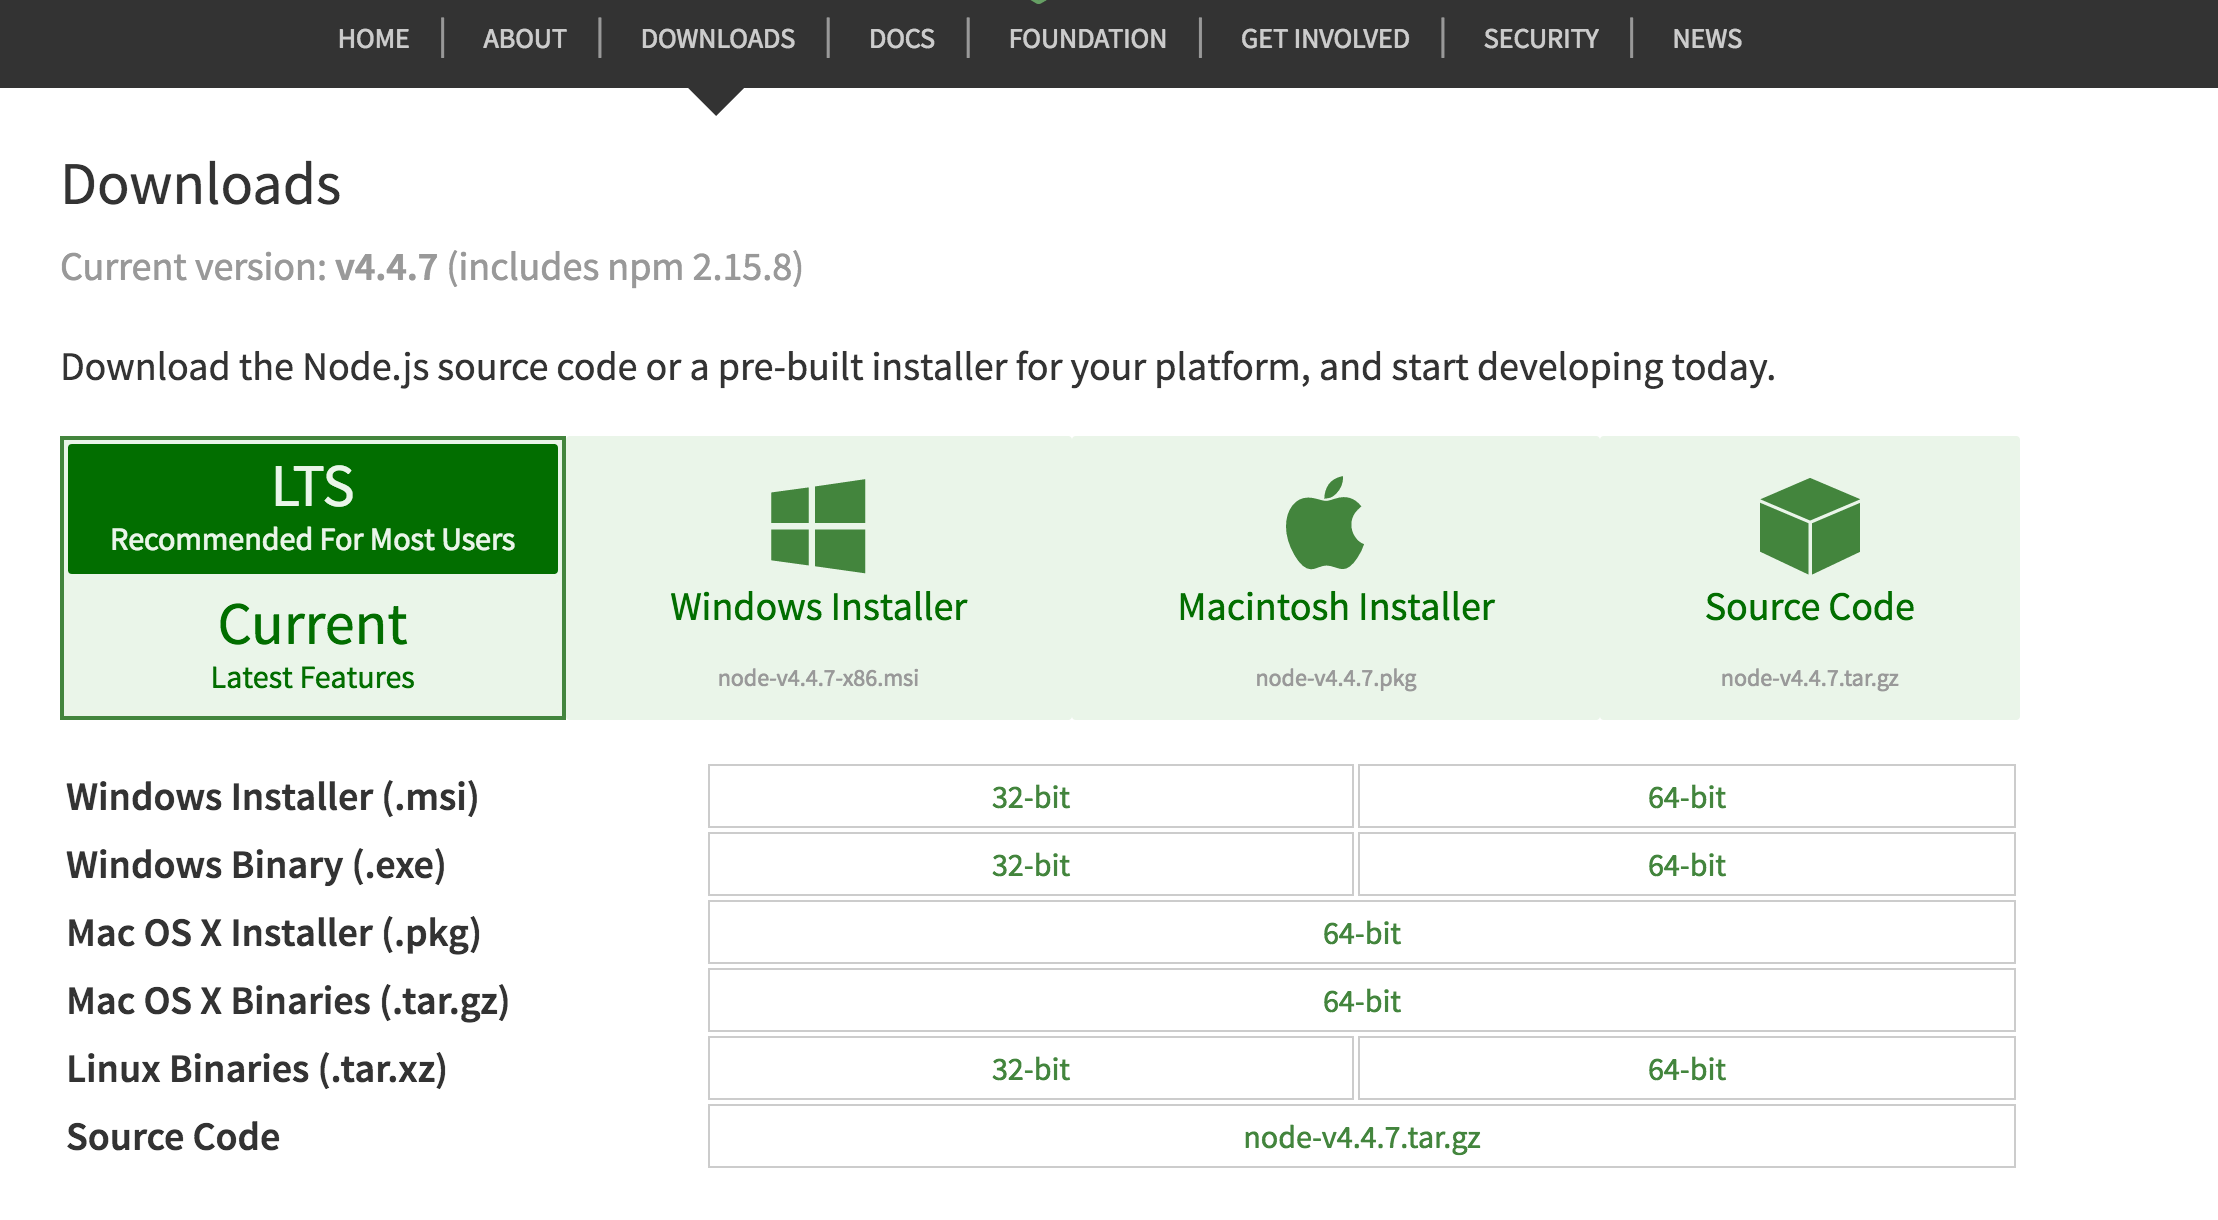 HOME ABOUT DOWNLOADS DOCS FOUNDATION GET INVOLVED SECURITY NEWS
Downloads
Current version: v4.4.7 (includes npm 2.15.8)
Download the Node.js source code or a pre-built installer for your platform, and start developing today.
LTS
Recommended For Most Users
Current
Latest Features
Windows Installer
node-v4.4.7-x86.msi
Macintosh Installer
node-v4.4.7.pkg
Source Code
node-v4.4.7.tar.gz
Windows Installer (.msi) 32-bit 64-bit
Windows Binary (.exe) 32-bit 64-bit
Mac OS X Installer (.pkg) 64-bit
Mac OS X Binaries (.tar.gz) 64-bit
Linux Binaries (.tar.xz) 32-bit 64-bit
Source Code node-v4.4.7.tar.gz